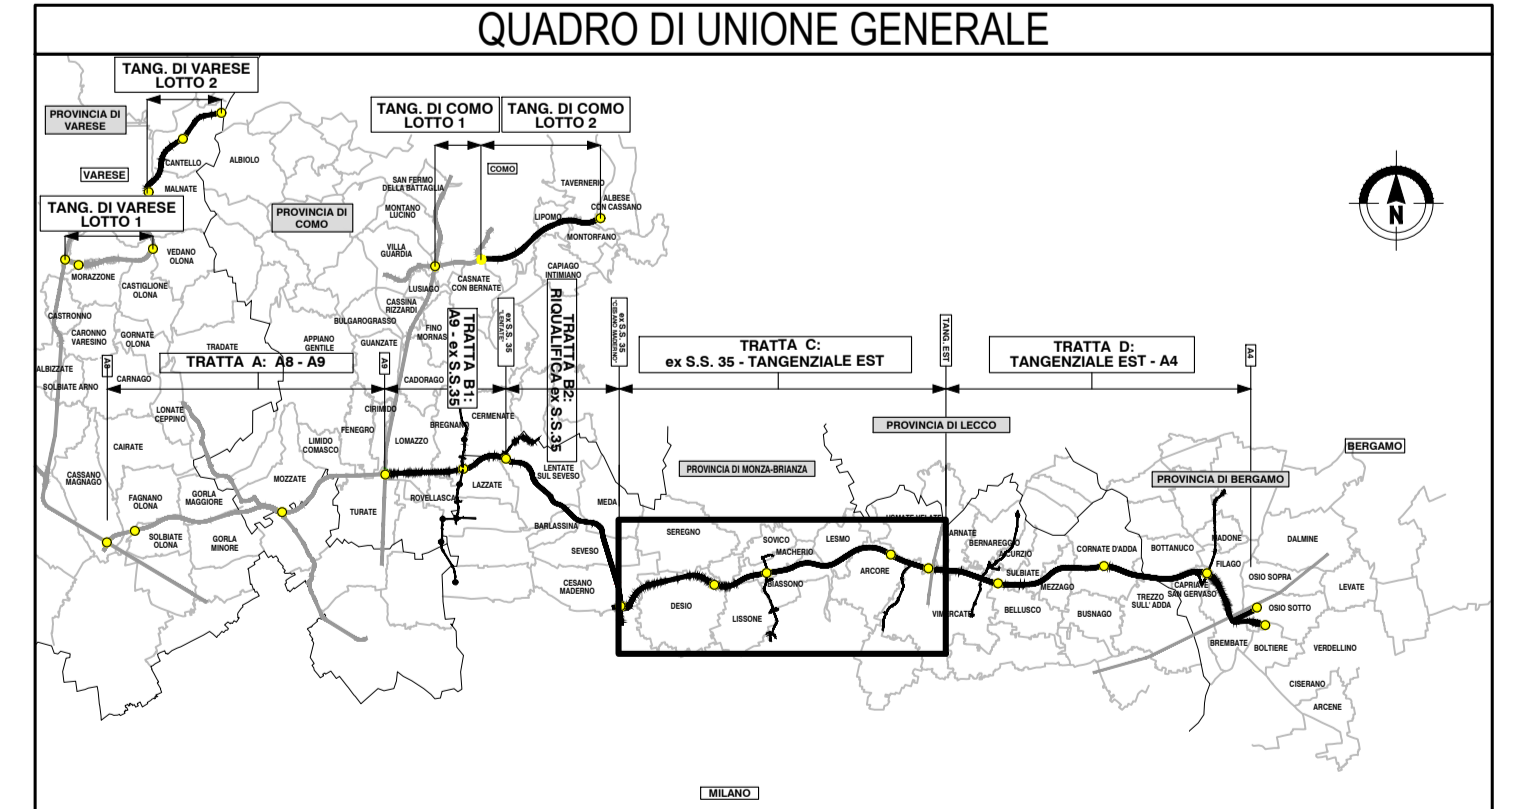 QUADRO DI UNIONE GENERALE
TANG. DI VARESE
LOTTO 2
PROVINCIA DI
VARESE
CANTELLO
ALBIOLO
VARESE
MALNATE
TANG. DI VARESE
LOTTO 1
VEDANO
OLONA
MORAZZONE
CASTIGLIONE
OLONA
PROVINCIA DI
COMO
TANG. DI COMO
LOTTO 1
TANG. DI COMO
LOTTO 2
COMO
SAN FERMO
DELLA BATTAGLIA
MONTANO
LUCINO
TAVERNERIO
ALBESE
CON CASSANO
LIPOMO
MONTORFANO
VILLA
GUARDIA
CAPIAGO
INTIMIANO
LUSIAGO
CASNATE
CON BERNATE
CASSINA
RIZZARDI
BULGAROGRASSO
FINO
MORNAS
GUANZATE
CASTRONNO
CARONNO
VARESINO
GORNATE
OLONA
TRADATE
APPIANO
GENTILE
N
A8
TRATTA A: A8 - A9
A9
TRATTA B1:
A9 - ex S.S.35
ex S.S. 35
"LENTATE"
TRATTA B2:
RIQUALIFICA ex S.S.35
ex S.S. 35
"CESANO MADERNO"
TRATTA C:
ex S.S. 35 - TANGENZIALE EST
TANG. EST
TRATTA D:
TANGENZIALE EST - A4
A4
ALBIZZATE
SOLBIATE ARNO
CARNAGO
CADORAGO
LONATE
CEPPINO
CIRIMIDO
FENEGRO
BREGNANO
CERMENATE
LIMIDO
COMASCO
LOMAZZO
CAIRATE
PROVINCIA DI LECCO
BERGAMO
PROVINCIA DI MONZA-BRIANZA
PROVINCIA DI BERGAMO
CASSANO
MAGNAGO
MOZZATE
LAZZATE
LENTATE
SUL SEVESO
ROVELLASCA
FAGNANO
OLONA
GORLA
MAGGIORE
TURATE
MEDA
BARLASSINA
SOLBIATE
OLONA
GORLA
MINORE
SEVESO
CESANO
MADERNO
SEREGNO
SOVICO
MACHERIO
LESMO
USMATE VELATE
ARCORE
BIASSONO
DESIO
LISSONE
CARNATE
BERNAREGGIO
AICURZIO
SULBIATE
MEZZAGO
VIMERCATE
BELLUSCO
CORNATE D'ADDA
BUSNAGO
TREZZO
SULL' ADDA
BOTTANUCO
MADONE
FILAGO
CAPRIATE
SAN GERVASO
DALMINE
OSIO SOPRA
LEVATE
OSIO SOTTO
BREMBATE
BOLTIERE
VERDELLINO
CISERANO
ARCENE
MILANO